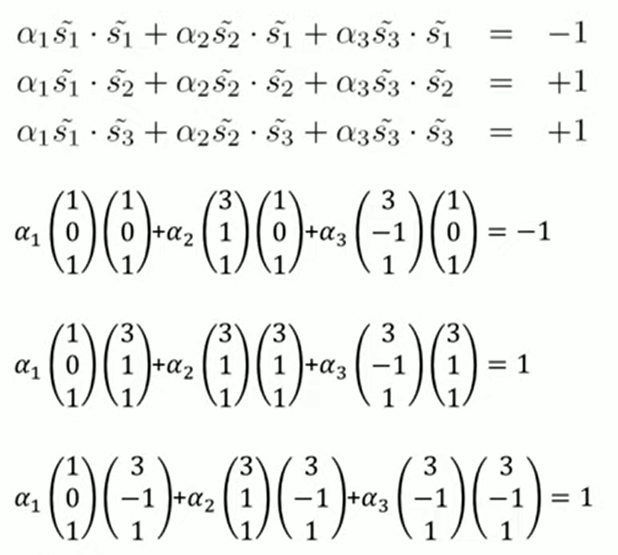 α₁s̃₁ · s̃₁ + α₂s̃₂ · s̃₁ + α₃s̃₃ · s̃₁ = −1
α₁s̃₁ · s̃₂ + α₂s̃₂ · s̃₂ + α₃s̃₃ · s̃₂ = +1
α₁s̃₁ · s̃₃ + α₂s̃₂ · s̃₃ + α₃s̃₃ · s̃₃ = +1
α₁ (1 0 1) (1 0 1) +α₂ (3 1 1) (1 0 1) +α₃ (3 −1 1) (1 0 1) = −1
α₁ (1 0 1) (3 1 1) +α₂ (3 1 1) (3 1 1) +α₃ (3 −1 1) (3 1 1) = 1
α₁ (1 0 1) (3 −1 1) +α₂ (3 1 1) (3 −1 1) +α₃ (3 −1 1) (3 −1 1) = 1